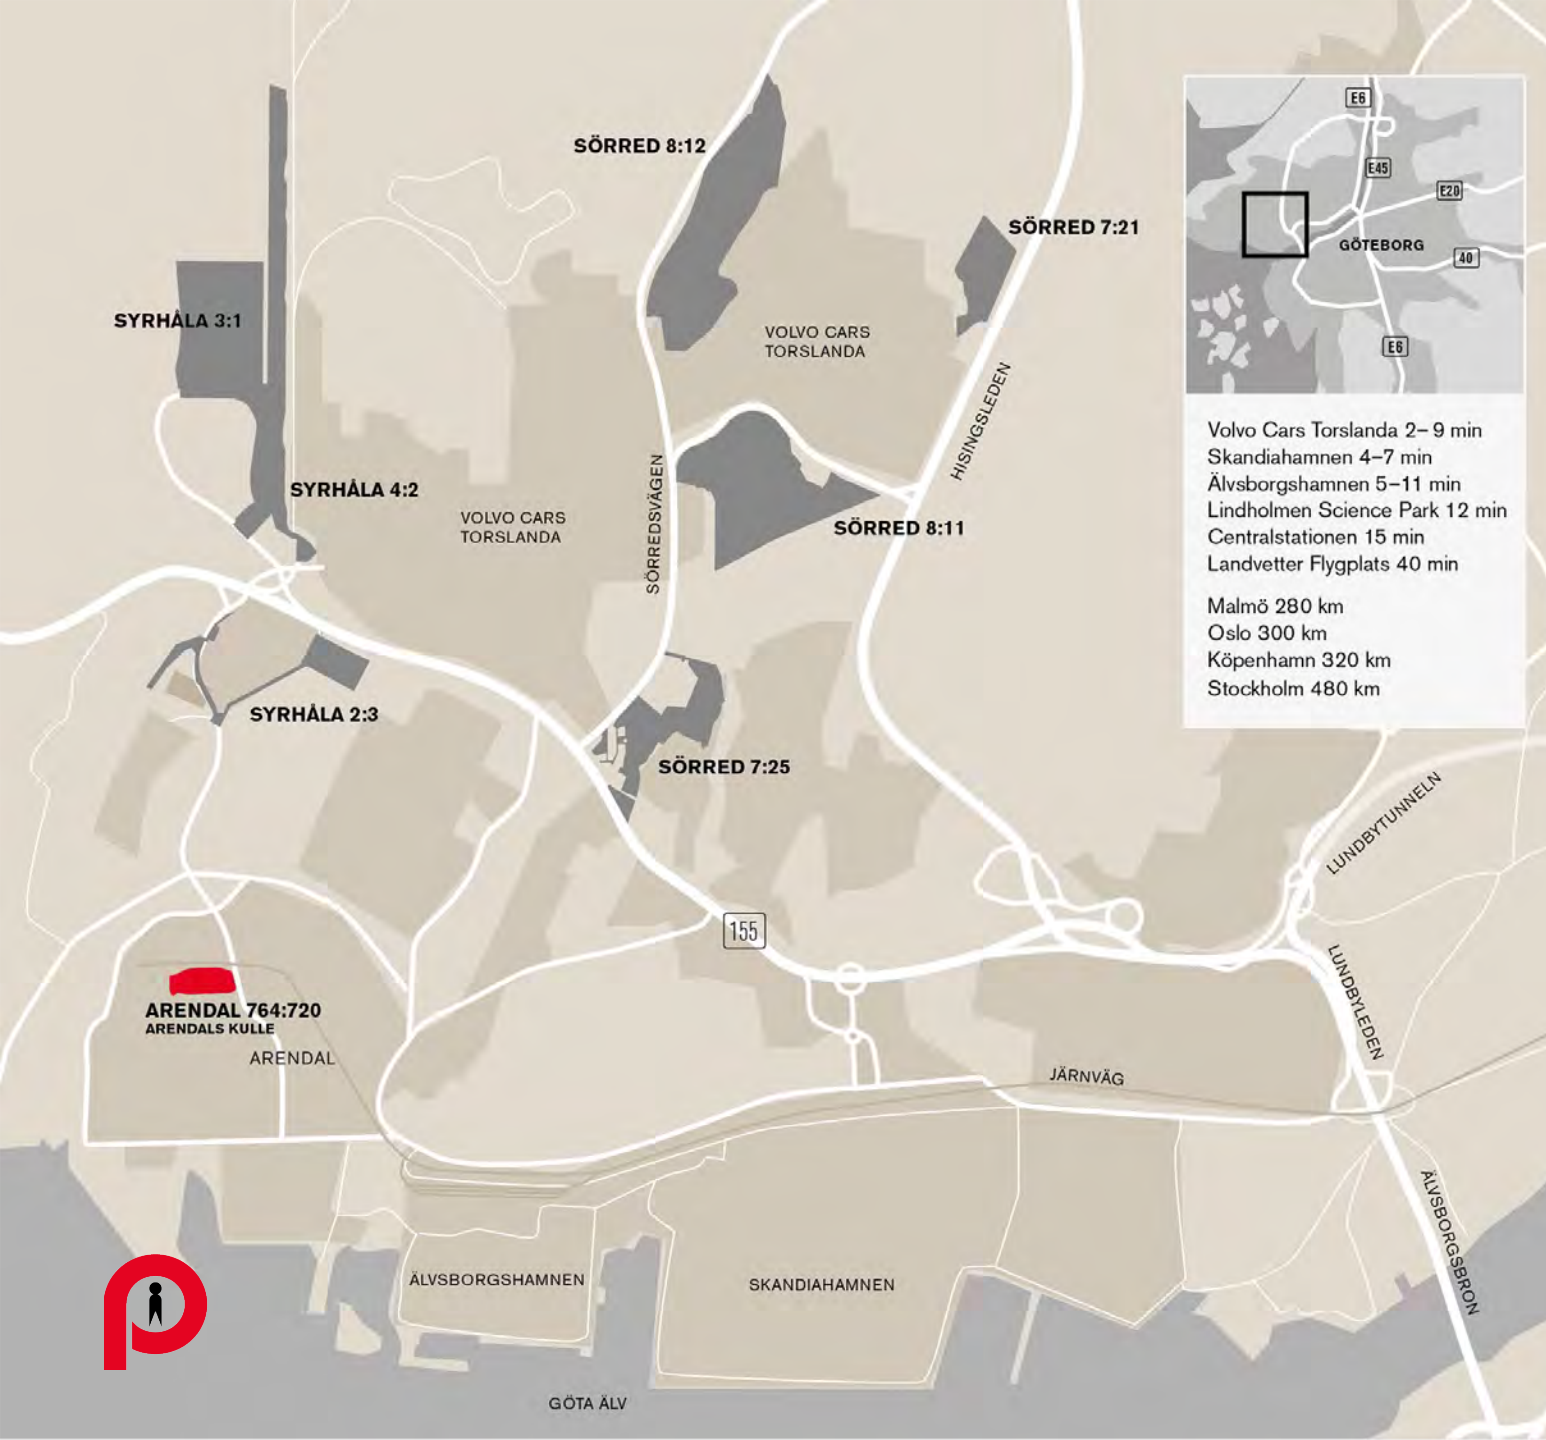 SÖRRED 8:12
SÖRRED 7:21
SYRHÅLA 3:1
VOLVO CARS
TORSLANDA
HISINGSLEDEN
SYRHÅLA 4:2
VOLVO CARS
TORSLANDA
SÖRREDSVÄGEN
SÖRRED 8:11
SYRHÅLA 2:3
SÖRRED 7:25
E6
E45
E20
GÖTEBORG
40
E6
Volvo Cars Torslanda 2–9 min
Skandiahamnen 4–7 min
Älvsborgshamnen 5–11 min
Lindholmen Science Park 12 min
Centralstationen 15 min
Landvetter Flygplats 40 min
Malmö 280 km
Oslo 300 km
Köpenhamn 320 km
Stockholm 480 km
LUNDBYTUNNELN
155
LUNDBYLEDEN
ARENDAL 764:720
ARENDALS KULLE
ARENDAL
JÄRNVÄG
ÄLVSBORGSBRON
ÄLVSBORGSHAMNEN
SKANDIAHAMNEN
GÖTA ÄLV